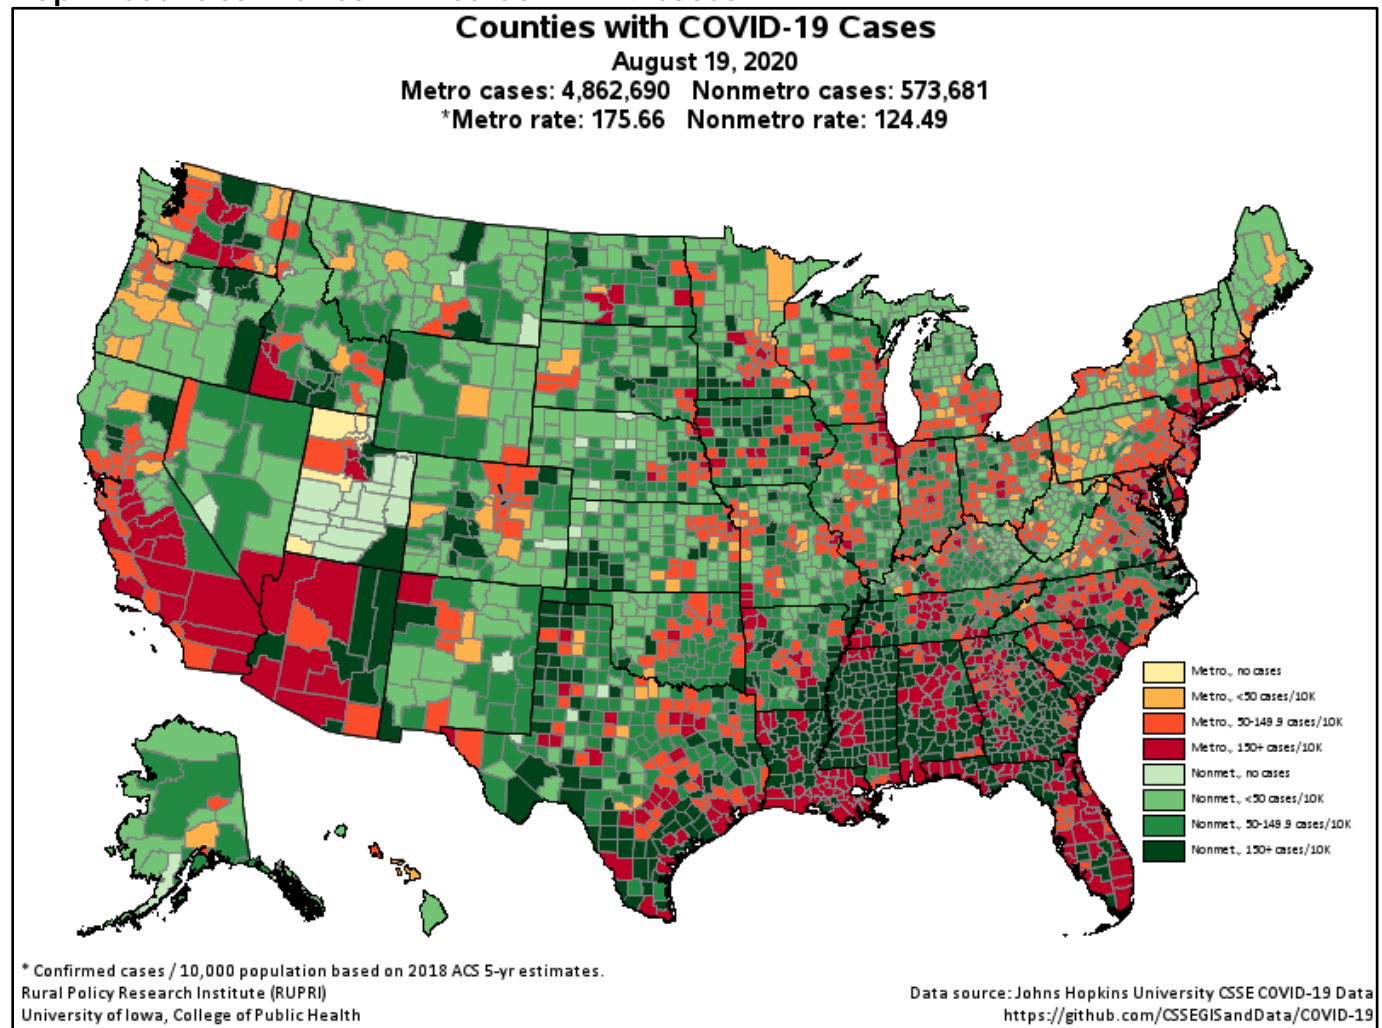 Counties with COVID-19 Cases
August 19, 2020
Metro cases: 4,862,690 Nonmetro cases: 573,681
*Metro rate: 175.66 Nonmetro rate: 124.49
Metro., no cases
Metro., <50 cases/10K
Metro., 50-149.9 cases/10K
Metro., 150+ cases/10K
Nonmet., no cases
Nonmet., <50 cases/10K
Nonmet., 50-149.9 cases/10K
Nonmet., 150+ cases/10K
* Confirmed cases / 10,000 population based on 2018 ACS 5-yr estimates.
Rural Policy Research Institute (RUPRI)
University of Iowa, College of Public Health
Data source: Johns Hopkins University CSSE COVID-19 Data
https://github.com/CSSEGISandData/COVID-19